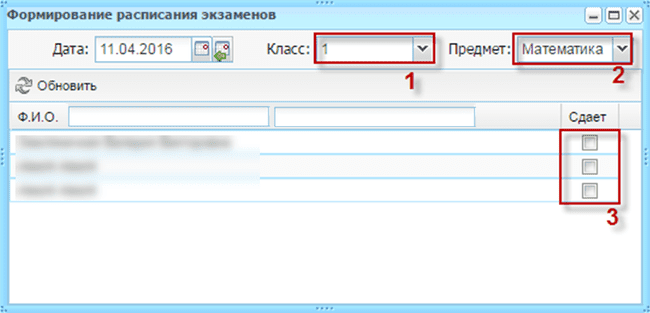 Формирование расписания экзаменов
Дата: 11.04.2016 Класс: 1 Предмет: Математика
1 2
Обновить
Ф.И.О. Сдает
3